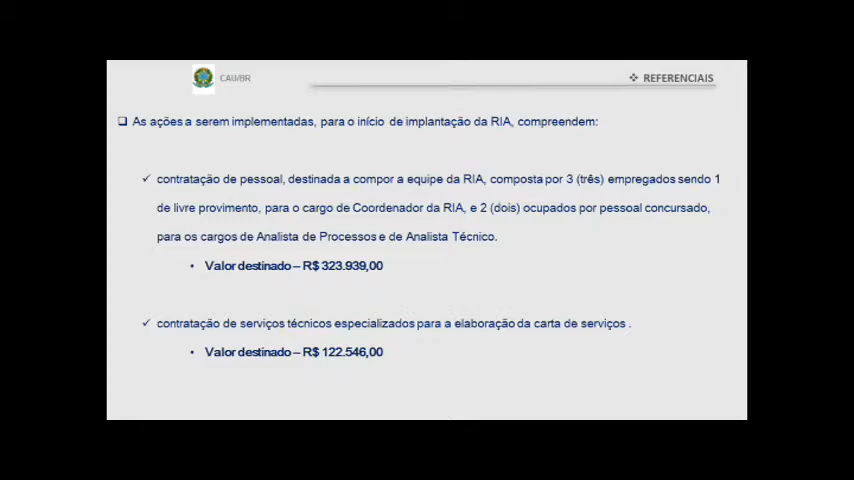 CAU/BR
❖ REFERENCIAIS
❑ As ações a serem implementadas, para o início de implantação da RIA, compreendem:
✓ contratação de pessoal, destinada a compor a equipe da RIA, composta por 3 (três) empregados sendo 1
de livre provimento, para o cargo de Coordenador da RIA, e 2 (dois) ocupados por pessoal concursado,
para os cargos de Analista de Processos e de Analista Técnico.
• Valor destinado – R$ 323.939,00
✓ contratação de serviços técnicos especializados para a elaboração da carta de serviços .
• Valor destinado – R$ 122.546,00